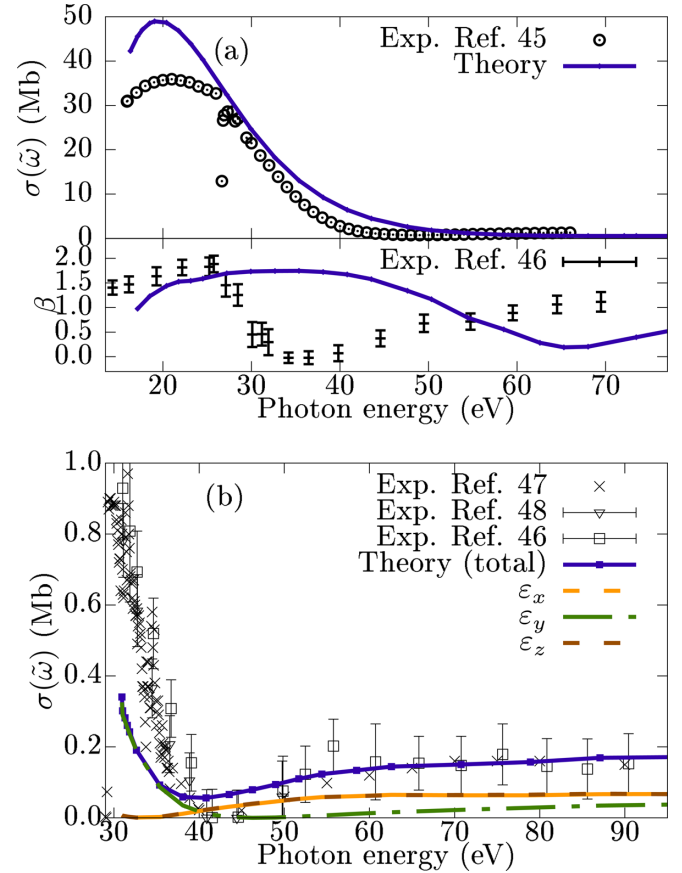 50
40
30
20
10
0
σ(ω̃) (Mb)
(a)
Exp. Ref. 45
Theory
2.0
1.5
1.0
0.5
0.0
β
Exp. Ref. 46
20 30 40 50 60 70
Photon energy (eV)
1.0
0.8
0.6
0.4
0.2
0.0
σ(ω̃) (Mb)
(b)
Exp. Ref. 47
Exp. Ref. 48
Exp. Ref. 46
Theory (total)
εx
εy
εz
30 40 50 60 70 80 90
Photon energy (eV)